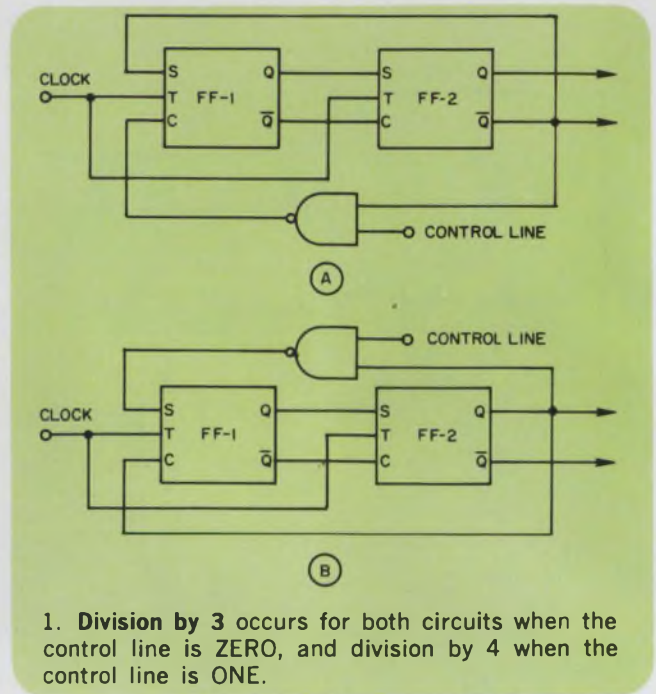 CLOCK
S Q S Q
T FF-1 T FF-2
C Q̅ C Q̅
CONTROL LINE
A
CONTROL LINE
CLOCK
S Q S Q
T FF-1 T FF-2
C Q̅ C Q̅
B
1. Division by 3 occurs for both circuits when the
control line is ZERO, and division by 4 when the
control line is ONE.